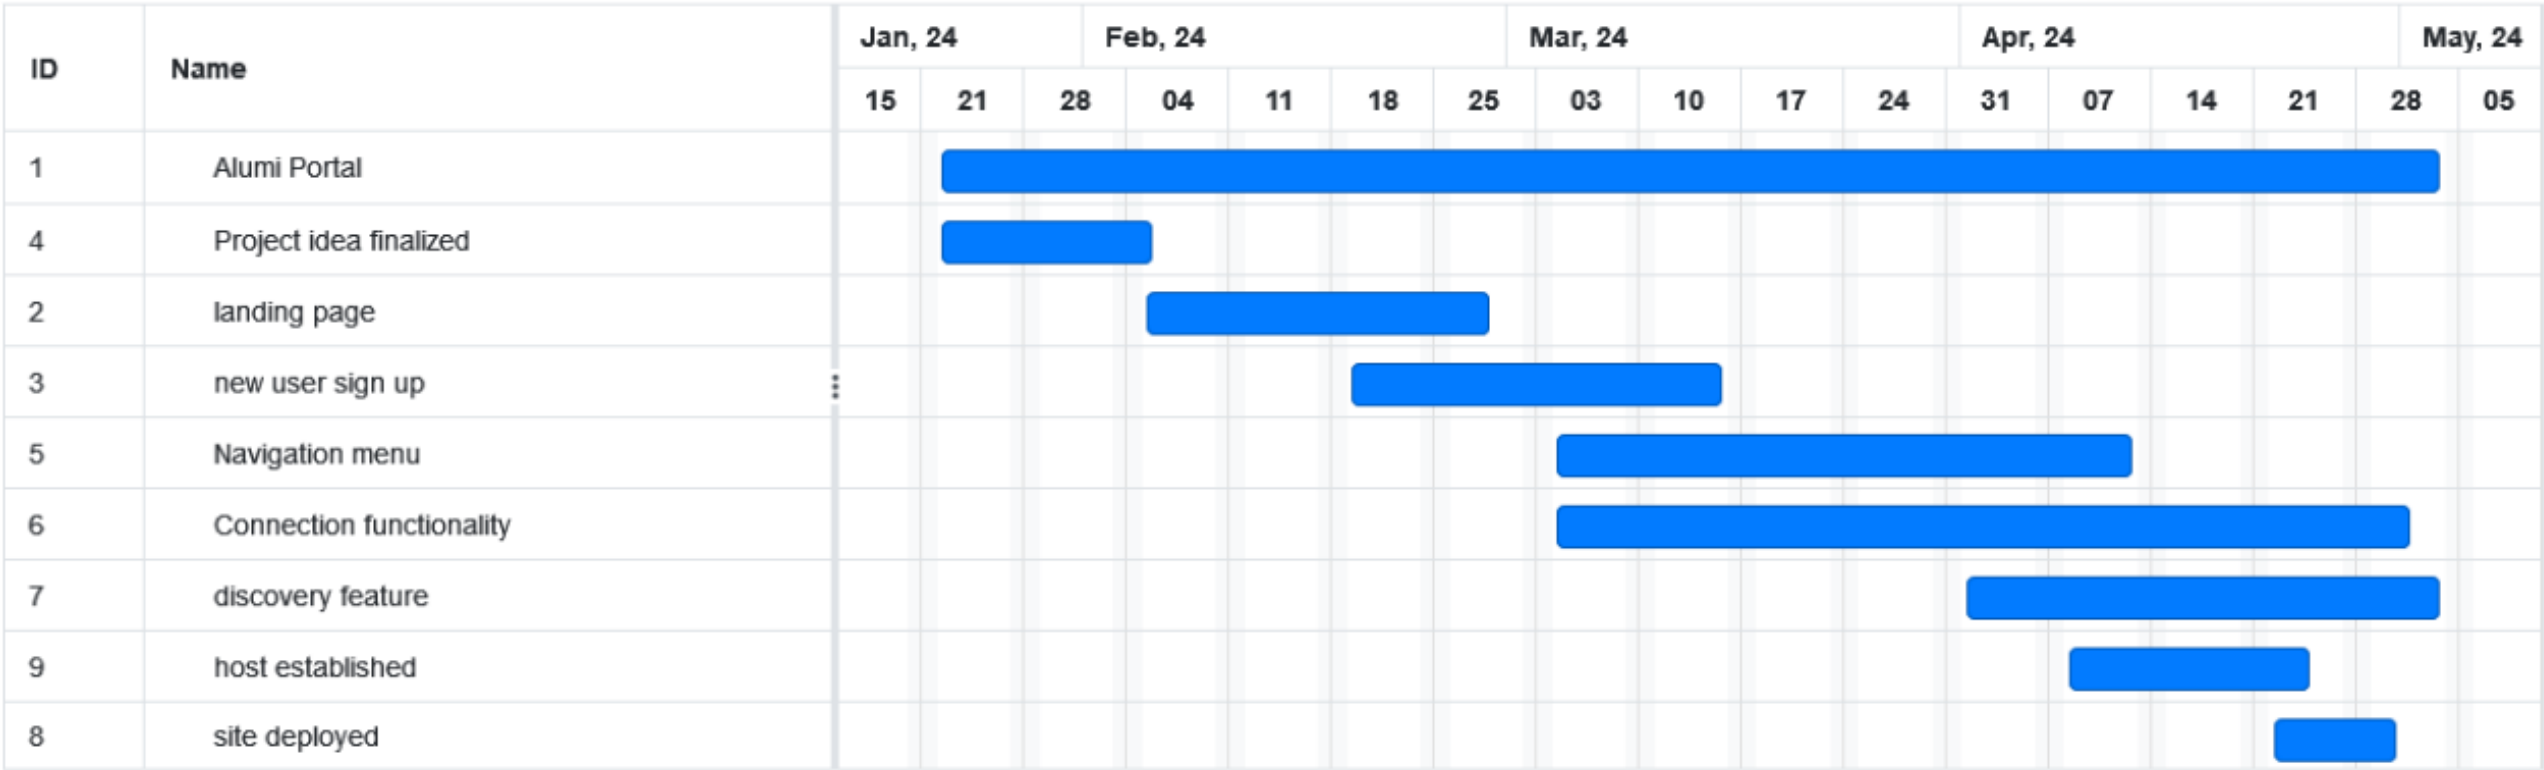 ID Name Jan, 24 Feb, 24 Mar, 24 Apr, 24 May, 24
15 21 28 04 11 18 25 03 10 17 24 31 07 14 21 28 05
1 Alumi Portal
4 Project idea finalized
2 landing page
3 new user sign up
5 Navigation menu
6 Connection functionality
7 discovery feature
9 host established
8 site deployed